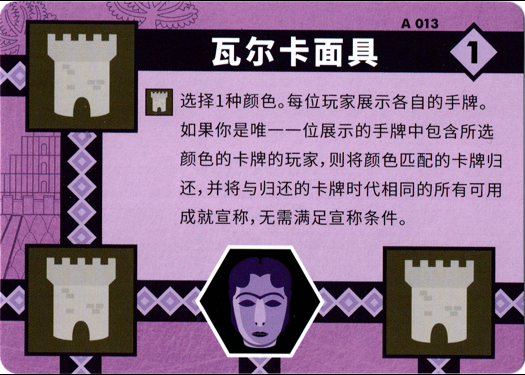 A 013
瓦尔卡面具
1
选择1种颜色。每位玩家展示各自的手牌。
如果你是唯一一位展示的手牌中包含所选
颜色的卡牌的玩家,则将颜色匹配的卡牌归
还,并将与归还的卡牌时代相同的所有可用
成就宣称,无需满足宣称条件。